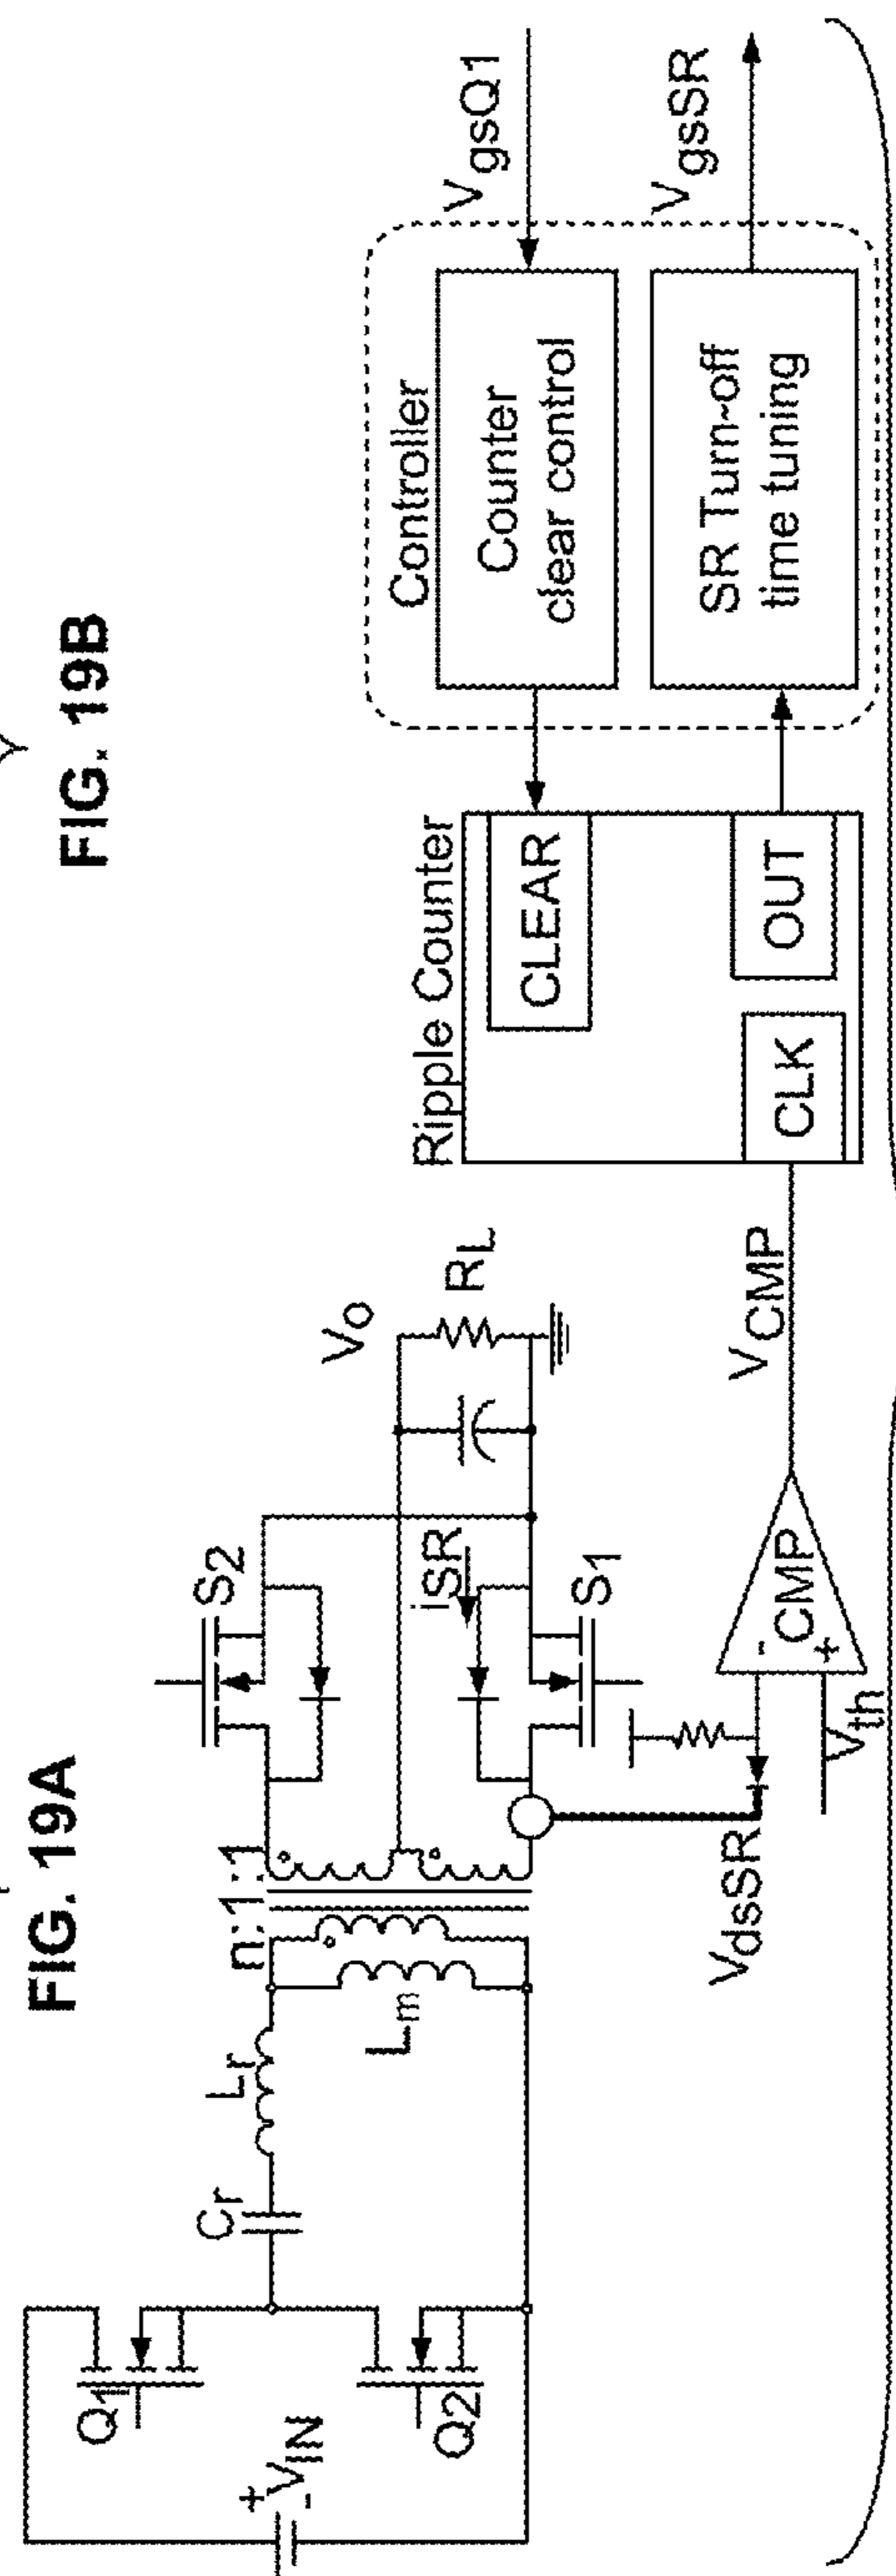 FIG. 19A
FIG. 19B
Q1
Q2
+
-
VIN
Cr
Lr
Lm
n:1:1
S2
iSR
S1
Vo
RL
VdsSR
Vth
-
+
CMP
VCMP
Ripple Counter
CLEAR
CLK
OUT
Controller
Counter
clear control
SR Turn-off
time tuning
VgsQ1
VgsSR